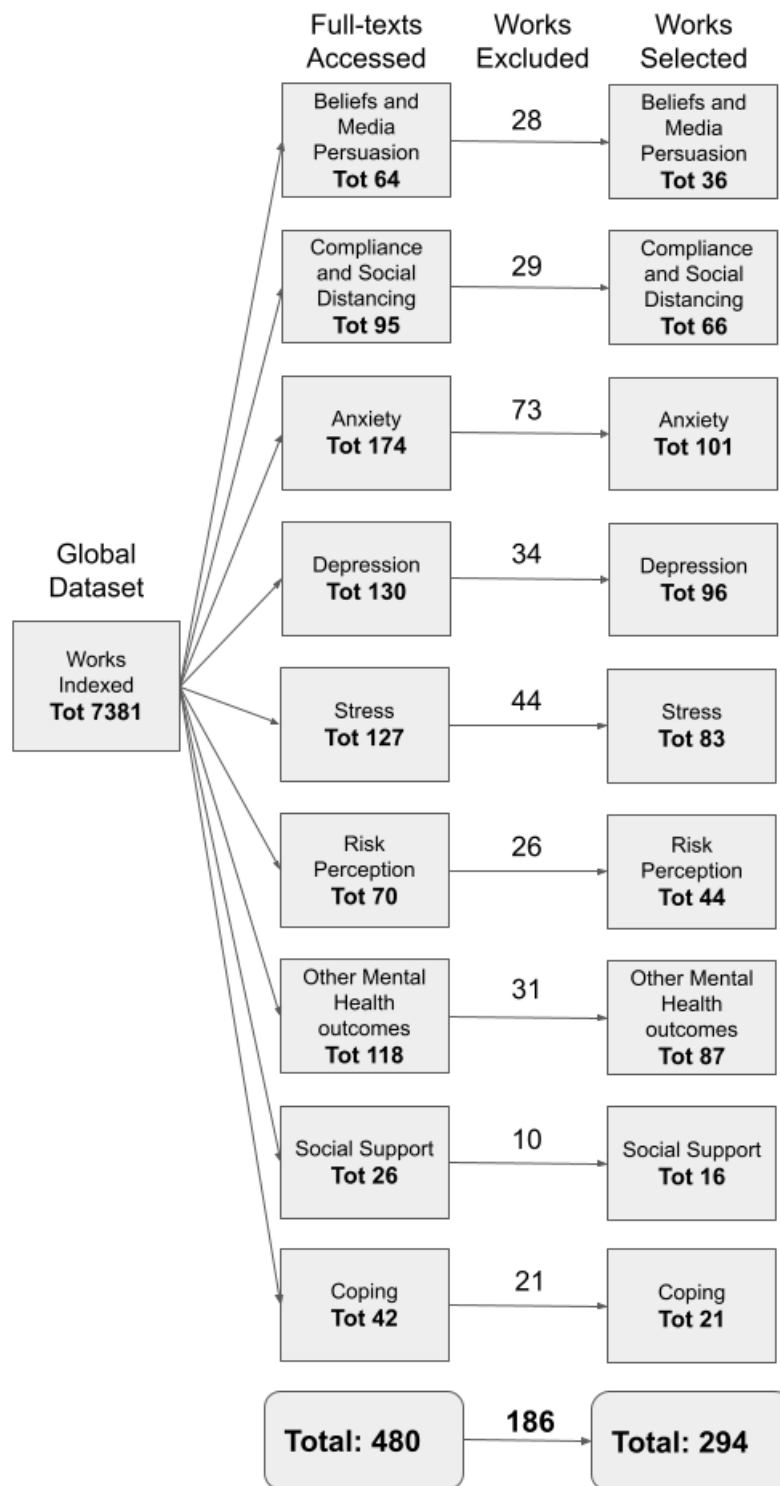 Full-texts
Accessed
Works
Excluded
Works
Selected
Beliefs and
Media
Persuasion
Tot 64
28
Beliefs and
Media
Persuasion
Tot 36
Compliance
and Social
Distancing
Tot 95
29
Compliance
and Social
Distancing
Tot 66
Anxiety
Tot 174
73
Anxiety
Tot 101
Depression
Tot 130
34
Depression
Tot 96
Global
Dataset
Works
Indexed
Tot 7381
Stress
Tot 127
44
Stress
Tot 83
Risk
Perception
Tot 70
26
Risk
Perception
Tot 44
Other Mental
Health
outcomes
Tot 118
31
Other Mental
Health
outcomes
Tot 87
Social Support
Tot 26
10
Social Support
Tot 16
Coping
Tot 42
21
Coping
Tot 21
Total: 480
186
Total: 294